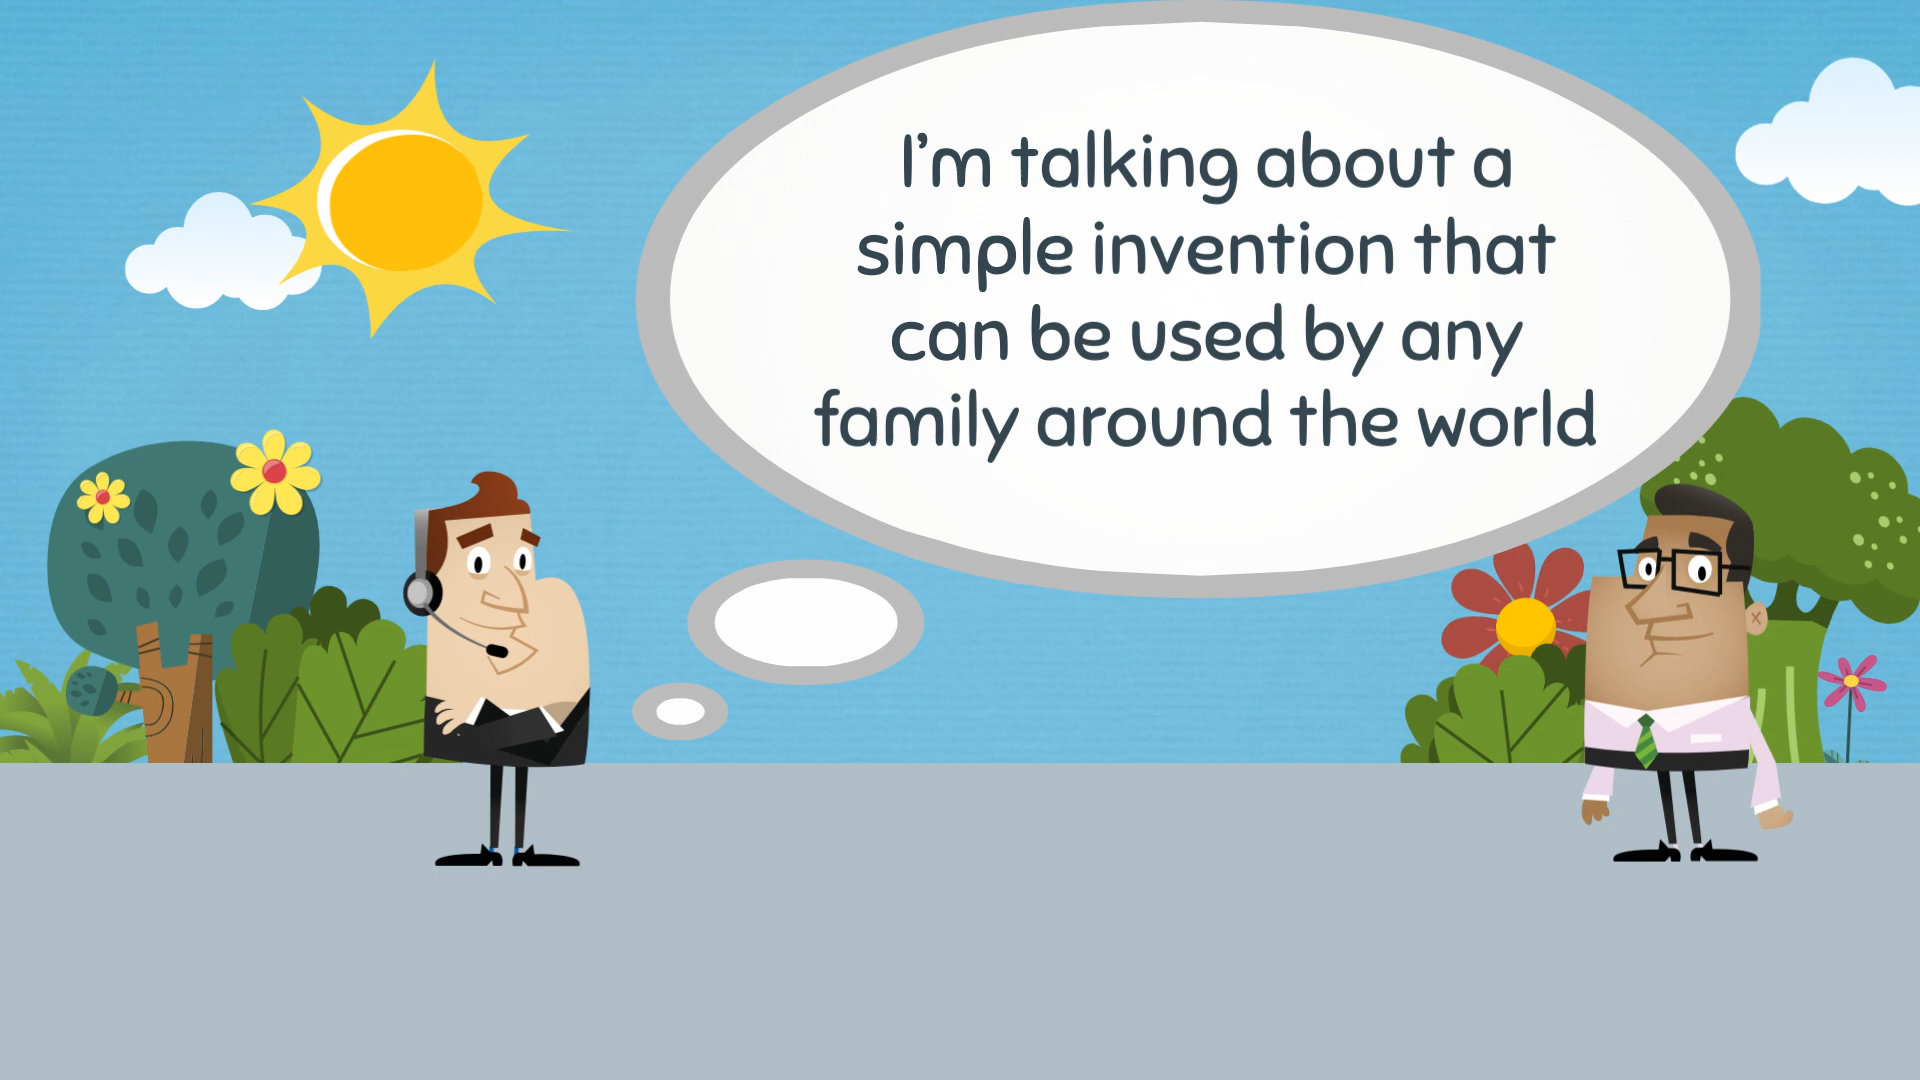 I'm talking about a
simple invention that
can be used by any
family around the world